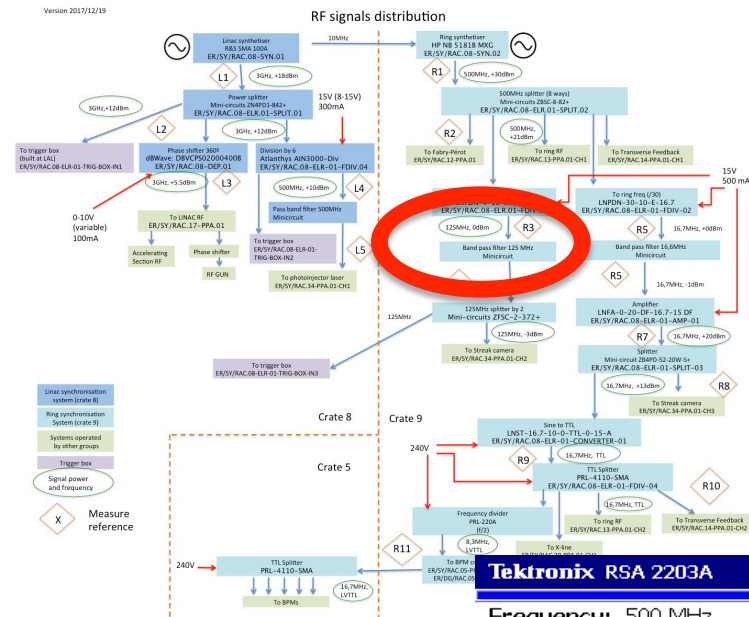 Version 2017/12/19
RF signals distribution
Linac synthetiser
R&S SMA 100A
ER/SY/RAC.08-SYN.01
10MHz
Ring synthetiser
HP NB 5181B MXG
ER/SY/RAC.08-SYN.02
L1
3GHz,+18dBm
R1
500MHz, +30dBm
3GHz,+12dBm
Power splitter
Mini-circuits ZN4PD1-842+
ER/SY/RAC.08-ELR-01-SPLIT.01
15V (8-15V)
300mA
500MHz splitter (8 ways)
Mini-circuits ZBSC-8-82+
ER/SY/RAC.08-ELR-01-SPLIT.02
L2
3GHz,+12dBm
R2
500MHz,
+21dBm
To trigger box
(built at LAL)
ER/SY/RAC.08-ELR-01-TRIG-BOX-IN1
Phase shifter 360º
dBWave: DBVCPS02000400B
ER/SY/RAC.08-DEP.01
Division by 6
Atlanthys AIN3000-Div
ER/SY/RAC.08-ELR-01-FDIV.04
To Fabry-Pérot
ER/SY/RAC.12-PPA.01
To ring RF
ER/SY/RAC.13-PPA.01-CH1
To Transverse Feedback
ER/SY/RAC.14-PPA.01-CH1
3GHz,+5.5dBm
L3
500MHz,+10dBm
L4
15V
500 mA
0-10V
(variable)
100mA
Pass band filter 500MHz
Minicircuit
ER/SY/RAC.08-ELR.01-FDIV-
To ring freq (/30)
LNPDN-30-10-E-16.7
ER/SY/RAC.08-ELR-01-FDIV-02
To LINAC RF
ER/SY/RAC.17-PPA.01
125MHz, 0dBm
R3
R5
16,7MHz, +0dBm
Accelerating
Section RF
Phase shifter
To trigger box
ER/SY/RAC.08-ELR-01-
TRIG-BOX-IN2
L5
Band pass filter 125 MHz
Minicircuit
Band pass filter 16,6MHz
Minicircuit
RF GUN
To photoinjector laser
ER/SY/RAC.34-PPA.01-CH1
R5
16,7MHz, -1dBm
125MHz
125MHz splitter by 2
Mini-circuits ZFSC-2-372+
Amplifier
LNFA-0-20-DF-16.7-15 DF
ER/SY/RAC.08-ELR-01-AMP-01
125MHz, -3dBm
R7
16,7MHz,+20dBm
To trigger box
ER/SY/RAC.08-ELR-01-TRIG-BOX-IN3
To Streak camera
ER/SY/RAC.34-PPA.01-CH2
Splitter
Mini-circuit ZB4PD-52-20W-S+
ER/SY/RAC.08-ELR-01-SPLIT-03
16,7MHz, +13dBm
R8
Linac synchronisation
system (crate 8)
Ring synchronisation
System (crate 9)
Systems operated
by other groups
Trigger box
Signal power
and frequency
X
Measure
reference
To Streak camera
ER/SY/RAC.34-PPA.01-CH3
Crate 8
Crate 9
Crate 5
Sine to TTL
LNST-16.7-10-0-TTL-0-15-A
ER/SY/RAC.08-ELR-01-CONVERTER-01
240V
R9
16,7MHz, TTL
TTL Splitter
PRL-4110-SMA
ER/SY/RAC.08-ELR-01-FDIV-04
R10
Frequency divider
PRL-220A
(f/2)
16,7MHz, TTL
To ring RF
ER/SY/RAC.13-PPA.01-CH2
To Transverse Feedback
ER/SY/RAC.14-PPA.01-CH2
R11
8,3MHz,
LVTTL
To X-line
240V
TTL Splitter
PRL-4110-SMA
To BPM
ER/SY/RAC.05-
ER/DG/RAC.05
16,7MHz,
LVTTL
To BPMs
Tektronix RSA 2203A
Frequency: 500 MHz